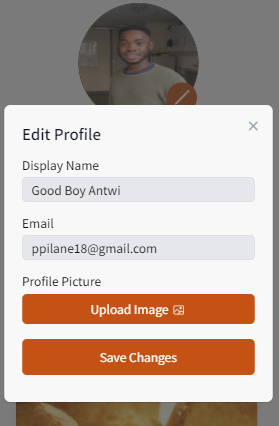 Edit Profile
Display Name
Good Boy Antwi
Email
ppilane18@gmail.com
Profile Picture
Upload Image
Save Changes